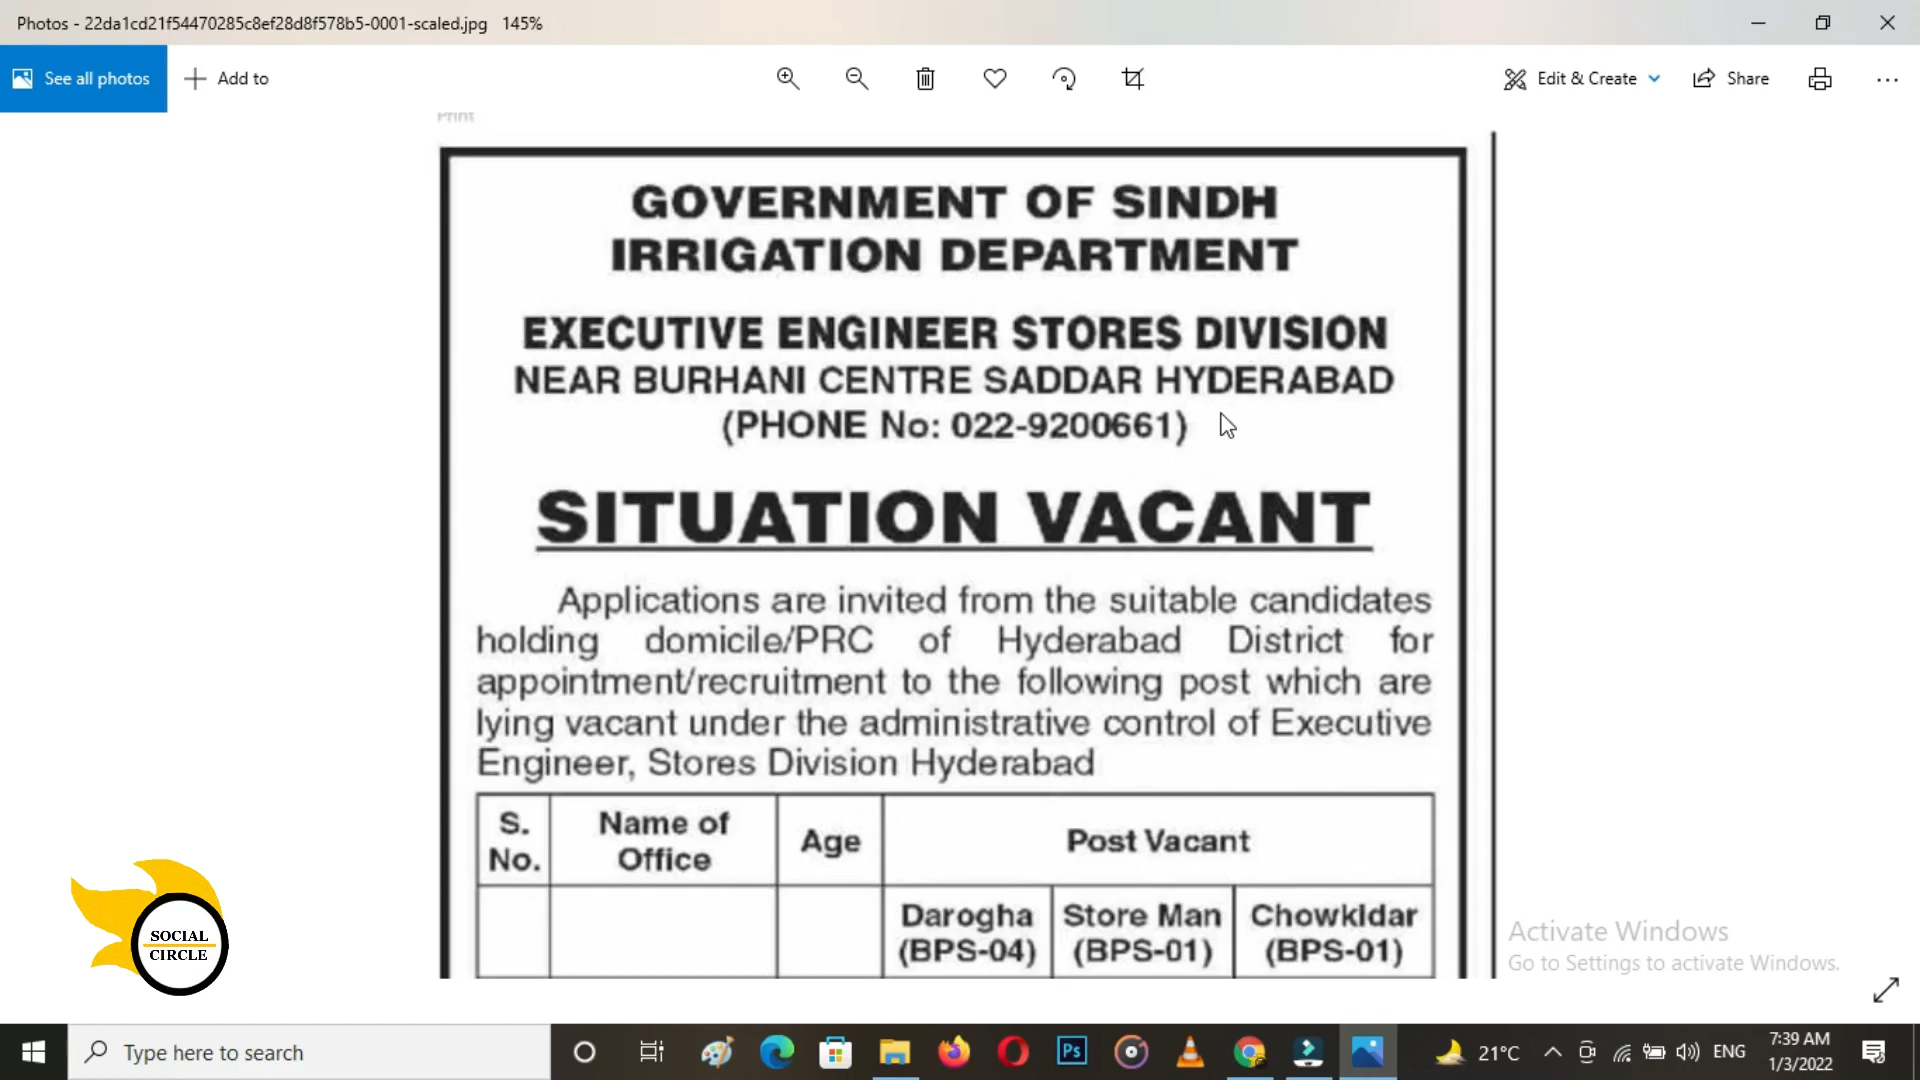 Photos - 22da1cd21f54470285c8ef28d8f578b5-0001-scaled.jpg 145%
See all photos
Add to
Edit & Create
Share
Print
GOVERNMENT OF SINDH
IRRIGATION DEPARTMENT
EXECUTIVE ENGINEER STORES DIVISION
NEAR BURHANI CENTRE SADDAR HYDERABAD
(PHONE No: 022-9200661)
SITUATION VACANT
Applications are invited from the suitable candidates
holding domicile/PRC of Hyderabad District for
appointment/recruitment to the following post which are
lying vacant under the administrative control of Executive
Engineer, Stores Division Hyderabad
S. No.
Name of Office
Age
Post Vacant
Darogha (BPS-04)
Store Man (BPS-01)
Chowkidar (BPS-01)
SOCIAL
CIRCLE
Activate Windows
Go to Settings to activate Windows.
Type here to search
Ps
21°C
ENG
7:39 AM
1/3/2022